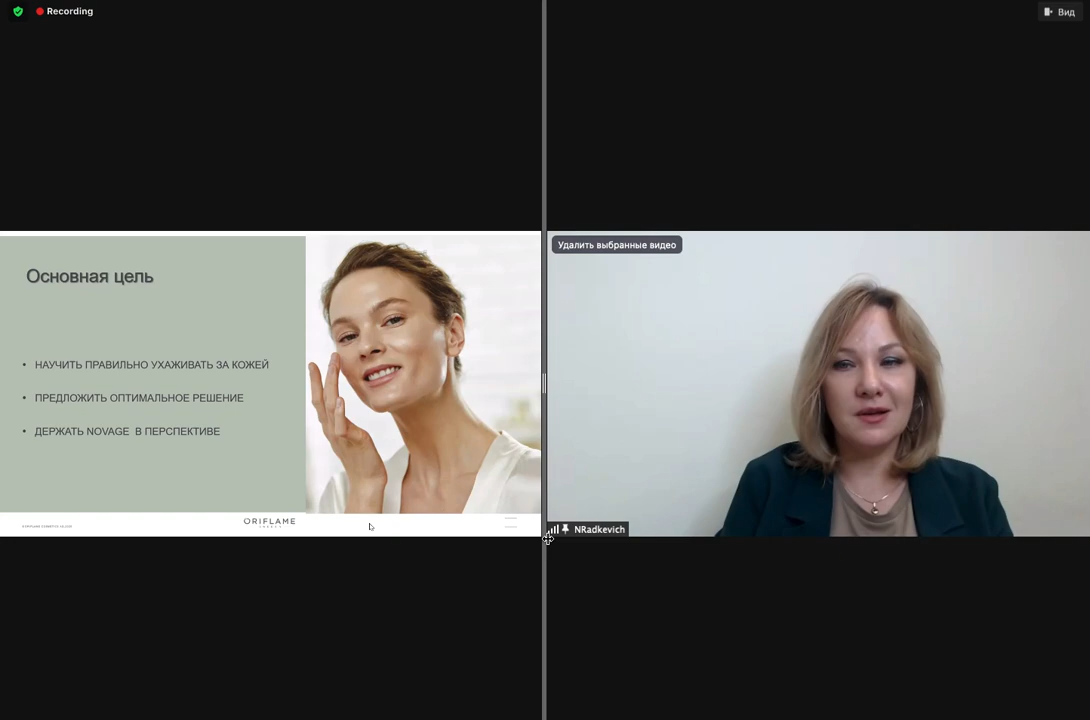 Recording
Вид
Основная цель
• НАУЧИТЬ ПРАВИЛЬНО УХАЖИВАТЬ ЗА КОЖЕЙ
• ПРЕДЛОЖИТЬ ОПТИМАЛЬНОЕ РЕШЕНИЕ
• ДЕРЖАТЬ NOVAGE В ПЕРСПЕКТИВЕ
ORIFLAME
Удалить выбранные видео
NRadkevich